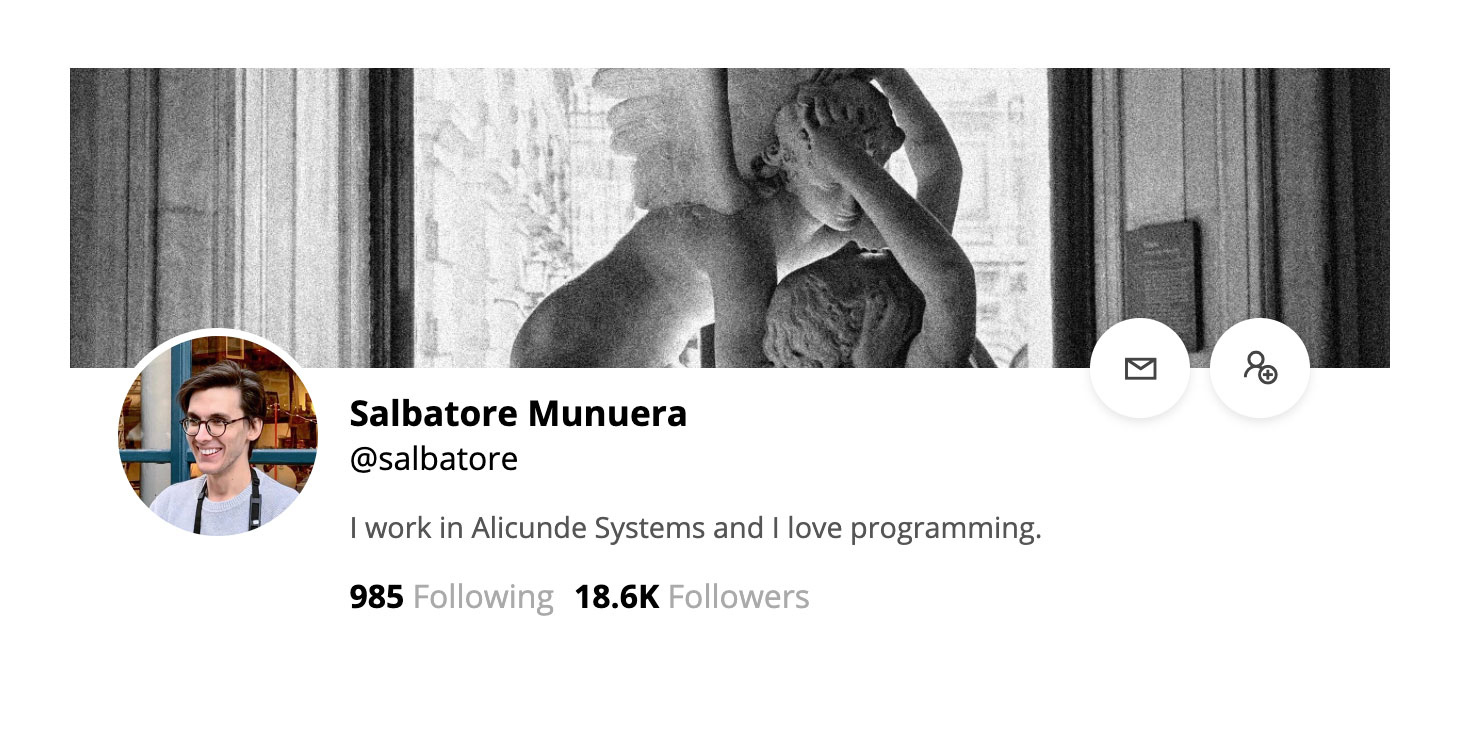 Salbatore Munuera
@salbatore
I work in Alicunde Systems and I love programming.
985 Following 18.6K Followers